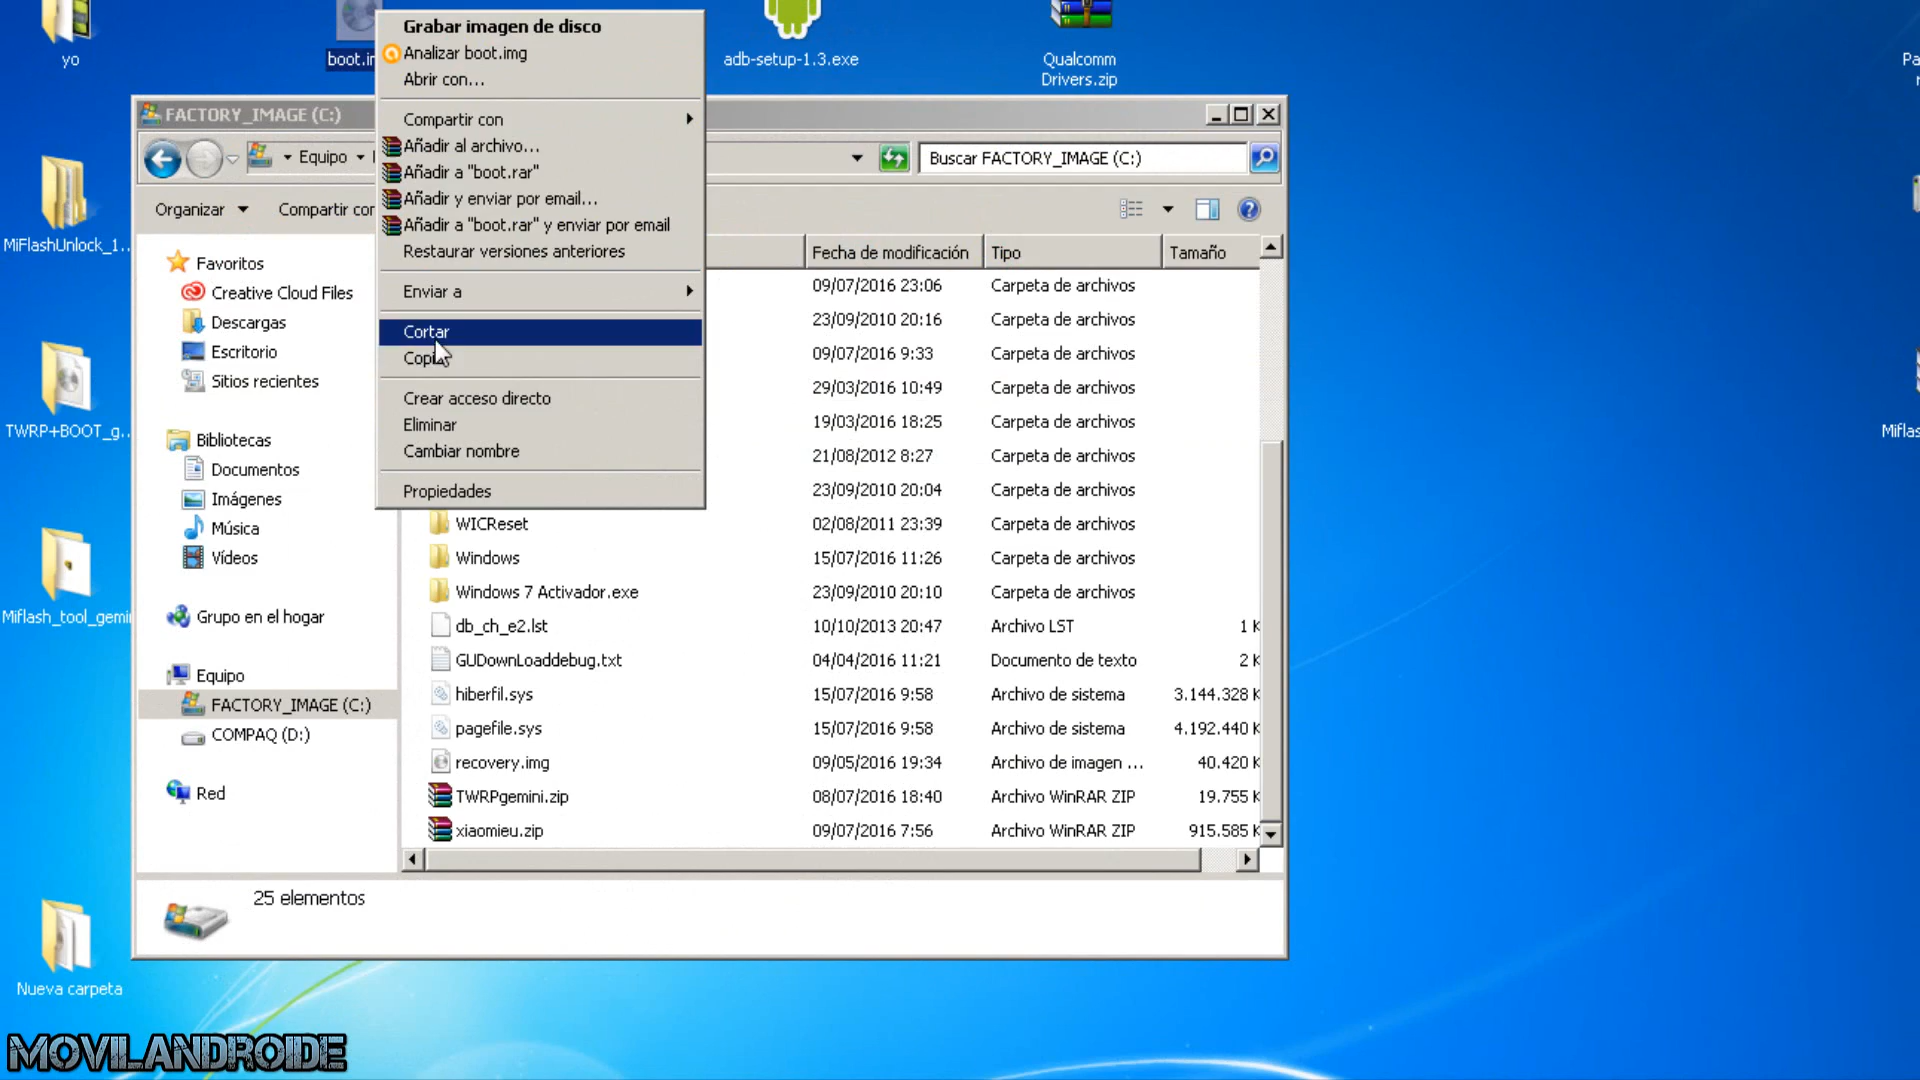 yo
boot.i
adb-setup-1.3.exe
Qualcomm
Drivers.zip
Grabar imagen de disco
Analizar boot.img
Abrir con...
Compartir con
Añadir al archivo...
Añadir a "boot.rar"
Añadir y enviar por email...
Añadir a "boot.rar" y enviar por email
Restaurar versiones anteriores
Enviar a
Cortar
Eliminar
Crear acceso directo
Cambiar nombre
Propiedades
FACTORY_IMAGE (C:)
Equipo
Buscar FACTORY_IMAGE (C:)
Organizar
Compartir con
Fecha de modificación Tipo Tamaño
Favoritos
Creative Cloud Files
Descargas
Escritorio
Sitios recientes
Bibliotecas
Documentos
Imágenes
Música
Vídeos
Grupo en el hogar
Equipo
FACTORY_IMAGE (C:)
COMPAQ (D:)
Red
09/07/2016 23:06 Carpeta de archivos
23/09/2010 20:16 Carpeta de archivos
09/07/2016 9:33 Carpeta de archivos
29/03/2016 10:49 Carpeta de archivos
19/03/2016 18:25 Carpeta de archivos
21/08/2012 8:27 Carpeta de archivos
23/09/2010 20:04 Carpeta de archivos
WICReset 02/08/2011 23:39 Carpeta de archivos
Windows 15/07/2016 11:26 Carpeta de archivos
Windows 7 Activador.exe 23/09/2010 20:10 Carpeta de archivos
db_ch_e2.lst 10/10/2013 20:47 Archivo LST 1 K
GUDownLoaddebug.txt 04/04/2016 11:21 Documento de texto 2 K
hiberfil.sys 15/07/2016 9:58 Archivo de sistema 3.144.328 K
pagefile.sys 15/07/2016 9:58 Archivo de sistema 4.192.440 K
recovery.img 09/05/2016 19:34 Archivo de imagen ... 40.420 K
TWRPgemini.zip 08/07/2016 18:40 Archivo WinRAR ZIP 19.755 K
xiaomieu.zip 09/07/2016 7:56 Archivo WinRAR ZIP 915.585 K
25 elementos
MiFlashUnlock_1..
TWRP+BOOT_g..
Miflash_tool_gemi
Nueva carpeta
Pa
Miflas
MOVILANDROIDE